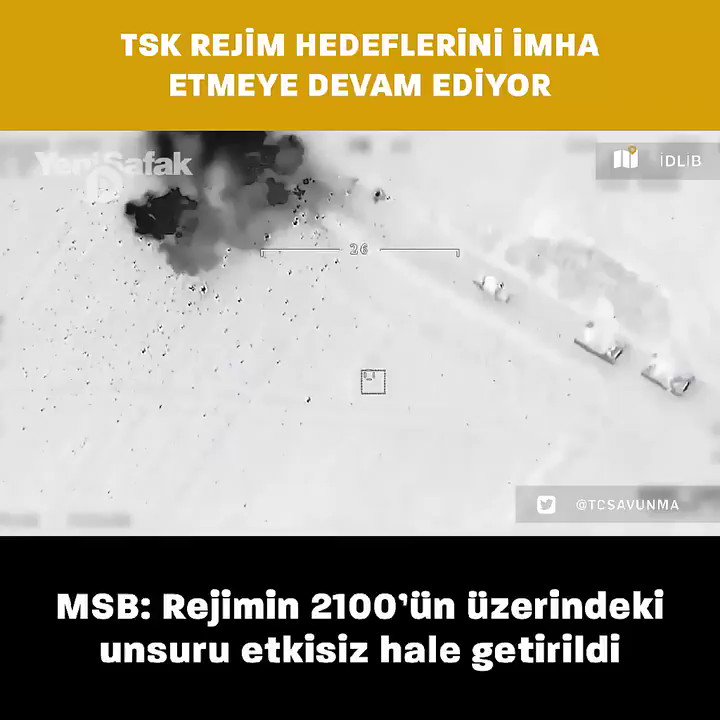 TSK REJİM HEDEFLERİNİ İMHA
ETMEYE DEVAM EDİYOR
YeniŞafak
İDLİB
26
@TCSAVUNMA
MSB: Rejimin 2100’ün üzerindeki
unsuru etkisiz hale getirildi